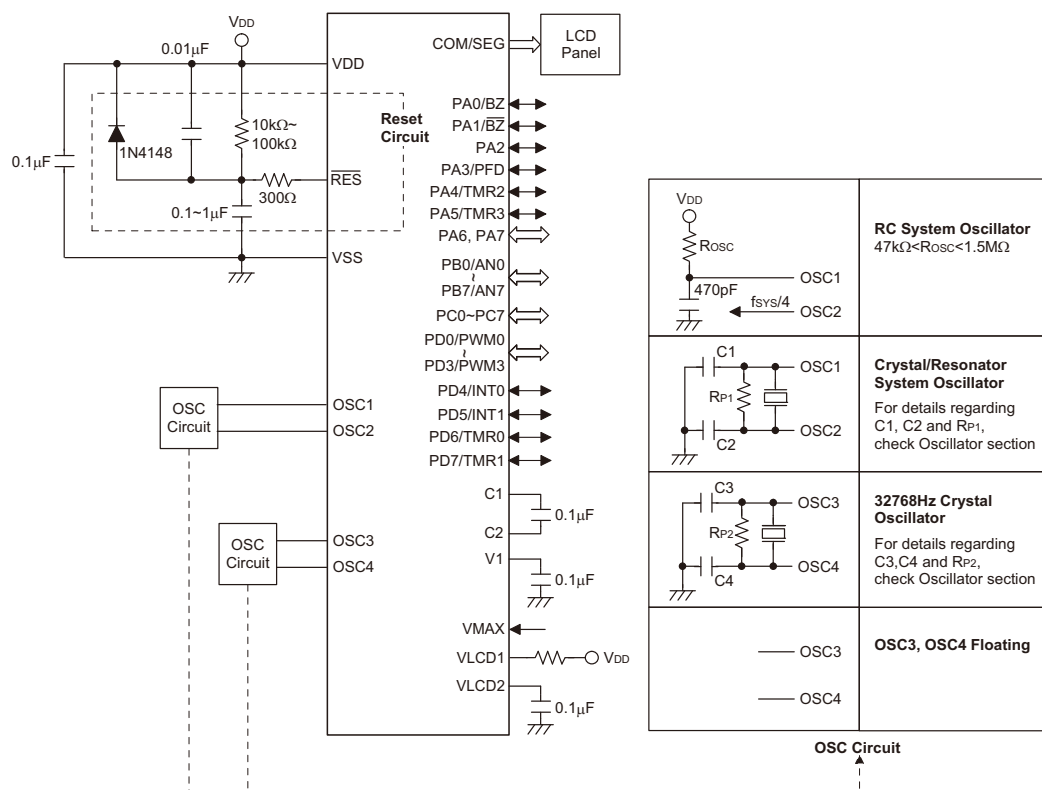 VDD
0.01μF
VDD
Reset
Circuit
10kΩ~
100kΩ
1N4148
0.1μF
300Ω
RES
0.1~1μF
VSS
OSC
Circuit
OSC1
OSC2
OSC
Circuit
OSC3
OSC4
COM/SEG
LCD
Panel
PA0/BZ
PA1/BZ
PA2
PA3/PFD
PA4/TMR2
PA5/TMR3
PA6, PA7
PB0/AN0
~
PB7/AN7
PC0~PC7
PD0/PWM0
~
PD3/PWM3
PD4/INT0
PD5/INT1
PD6/TMR0
PD7/TMR1
C1
0.1μF
C2
V1
0.1μF
VMAX
VLCD1
VDD
VLCD2
0.1μF
VDD
ROSC
OSC1
470pF
fSYS/4
OSC2
RC System Oscillator
47kΩ<ROSC<1.5MΩ
C1
OSC1
RP1
OSC2
C2
Crystal/Resonator
System Oscillator
For details regarding
C1, C2 and RP1,
check Oscillator section
C3
OSC3
RP2
OSC4
C4
32768Hz Crystal
Oscillator
For details regarding
C3,C4 and RP2,
check Oscillator section
OSC3
OSC4
OSC3, OSC4 Floating
OSC Circuit